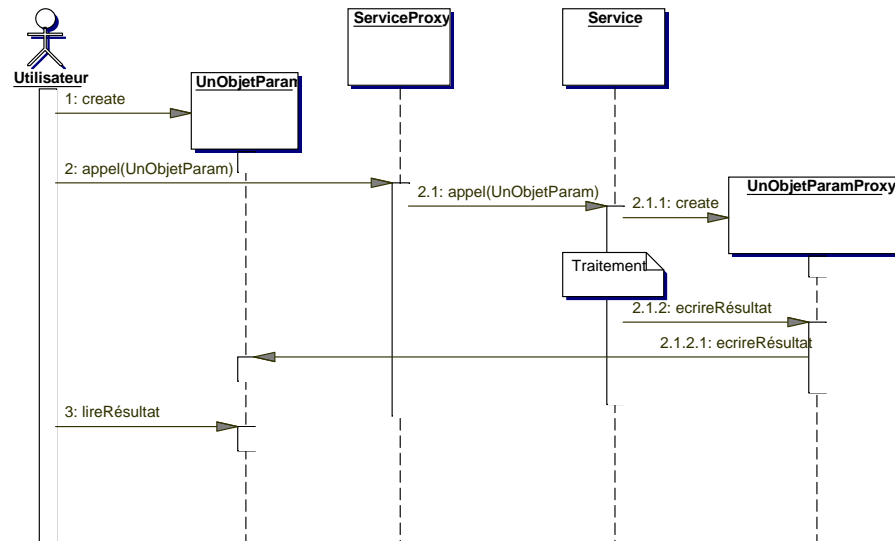 ServiceProxy
Service
Utilisateur
UnObjetParam
1: create
2: appel(UnObjetParam)
2.1: appel(UnObjetParam)
2.1.1: create
UnObjetParamProxy
Traitement
2.1.2: ecrireRésultat
2.1.2.1: ecrireRésultat
3: lireRésultat